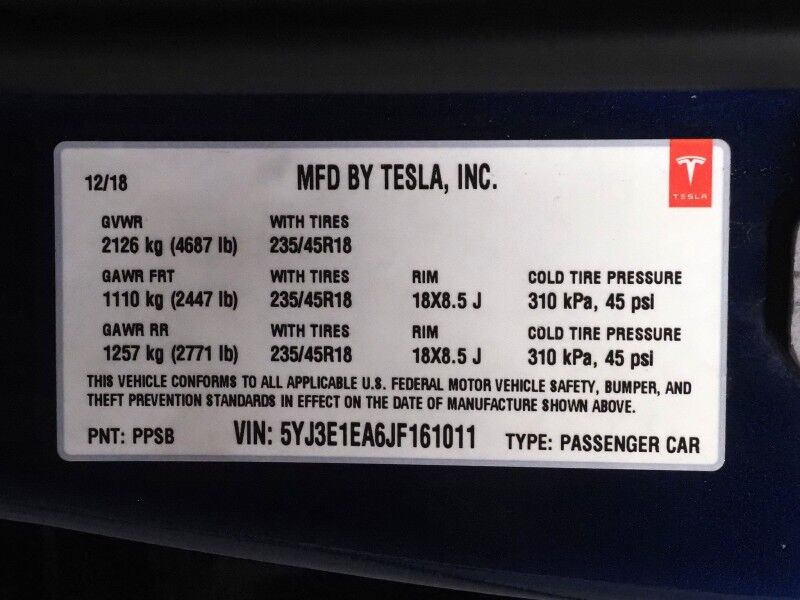 12/18 MFD BY TESLA, INC.
TESLA
GVWR WITH TIRES
2126 kg (4687 lb) 235/45R18
GAWR FRT WITH TIRES RIM COLD TIRE PRESSURE
1110 kg (2447 lb) 235/45R18 18X8.5 J 310 kPa, 45 psi
GAWR RR WITH TIRES RIM COLD TIRE PRESSURE
1257 kg (2771 lb) 235/45R18 18X8.5 J 310 kPa, 45 psi
THIS VEHICLE CONFORMS TO ALL APPLICABLE U.S. FEDERAL MOTOR VEHICLE SAFETY, BUMPER, AND
THEFT PREVENTION STANDARDS IN EFFECT ON THE DATE OF MANUFACTURE SHOWN ABOVE.
PNT: PPSB VIN: 5YJ3E1EA6JF161011 TYPE: PASSENGER CAR